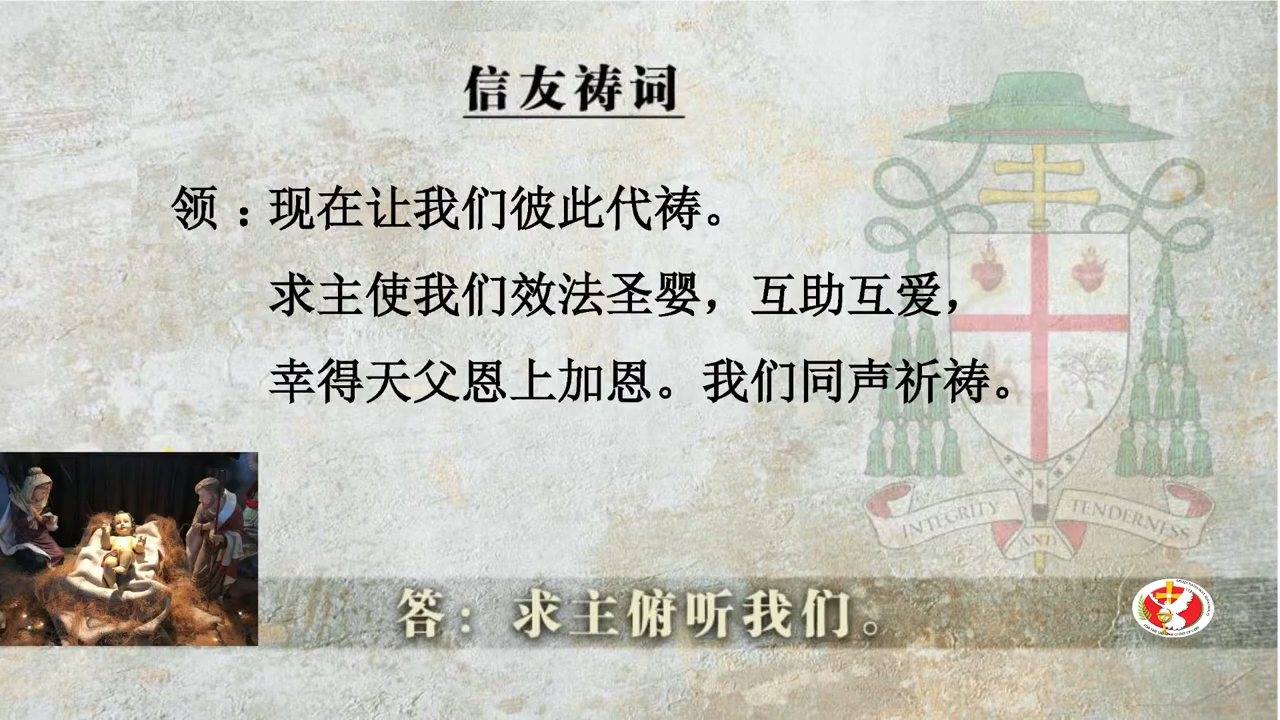 信友祷词
领：现在让我们彼此代祷。
求主使我们效法圣婴，互助互爱，
幸得天父恩上加恩。我们同声祈祷。
INTEGRITY AND TENDERNESS
答：求主俯听我们。